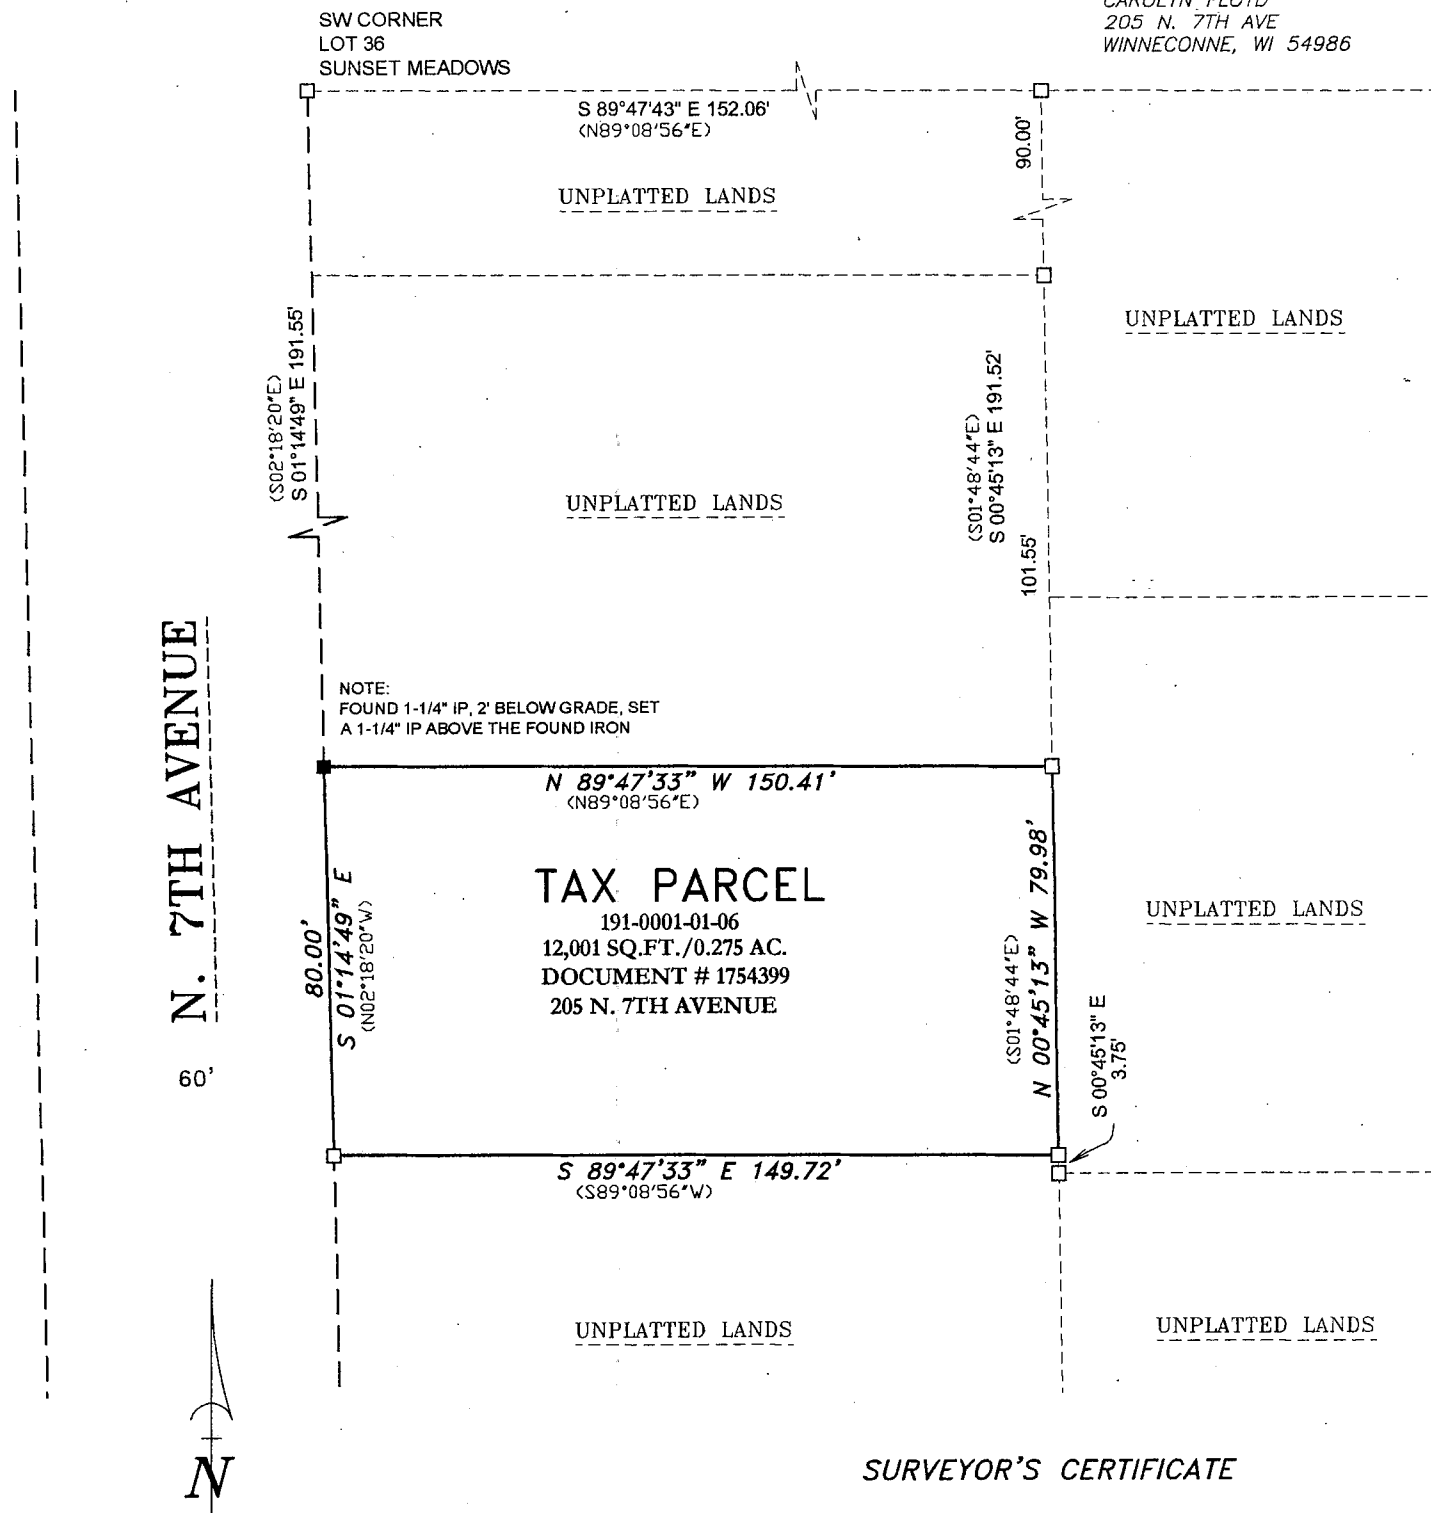 SW CORNER
LOT 36
SUNSET MEADOWS
205 N. 7TH AVE
WINNECONNE, WI 54986
S 89°47'43" E 152.06'
(N89°08'56"E)
90.00'
UNPLATTED LANDS
UNPLATTED LANDS
(S02°18'20"E)
S 01°14'49" E 191.55'
(S01°48'44"E)
S 00°45'13" E 191.52'
101.55'
UNPLATTED LANDS
N. 7TH AVENUE
60'
NOTE:
FOUND 1-1/4" IP, 2' BELOW GRADE, SET
A 1-1/4" IP ABOVE THE FOUND IRON
N 89°47'33" W 150.41'
(N89°08'56"E)
TAX PARCEL
191-0001-01-06
12,001 SQ.FT./0.275 AC.
DOCUMENT # 1754399
205 N. 7TH AVENUE
80.00'
S 01°14'49" E
(N02°18'20"W)
(S01°48'44"E)
N 00°45'13" W 79.98'
UNPLATTED LANDS
S 00°45'13" E
3.75'
S 89°47'33" E 149.72'
(S89°08'56"W)
UNPLATTED LANDS
UNPLATTED LANDS
N
SURVEYOR'S CERTIFICATE